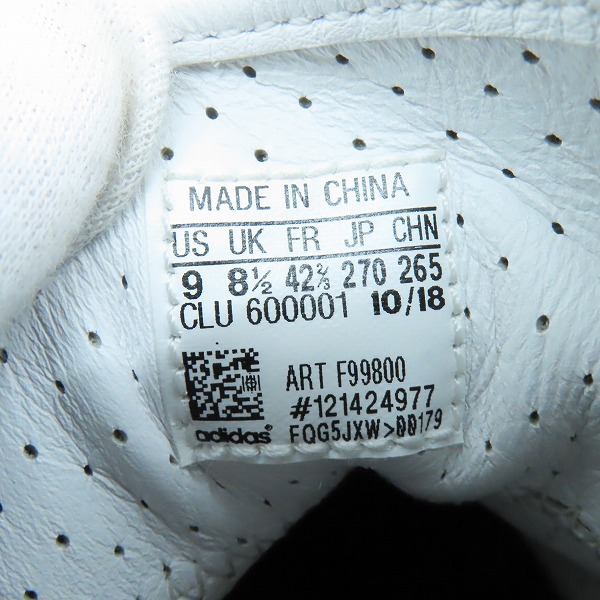 MADE IN CHINA
US UK FR JP CHN
9 8½ 42⅔ 270 265
CLU 600001 10/18
ART F99800
#121424977
adidas® FQG5JXW>00179